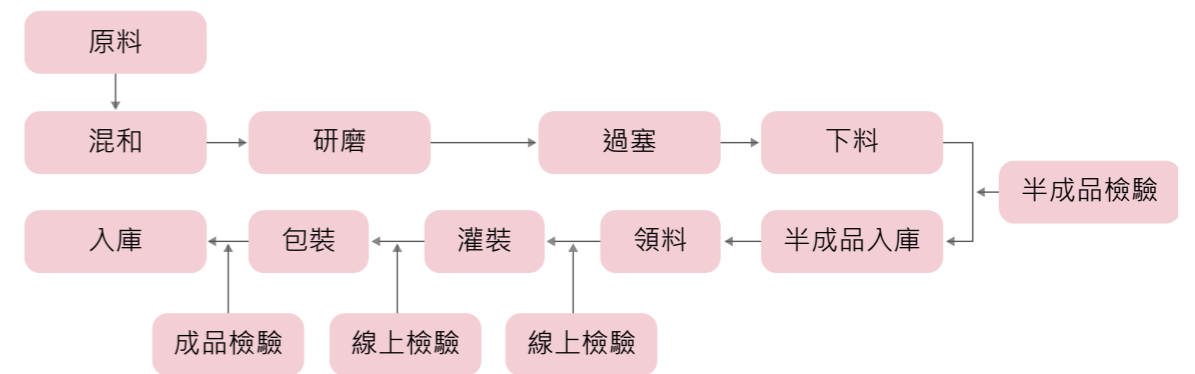 原料
混和
研磨
過塞
下料
半成品檢驗
入庫
包裝
灌裝
領料
半成品入庫
成品檢驗
線上檢驗
線上檢驗